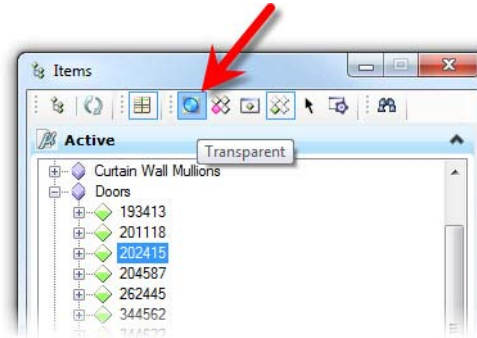 Items
Active
Transparent
Curtain Wall Mullions
Doors
193413
201118
202415
204587
262445
344562